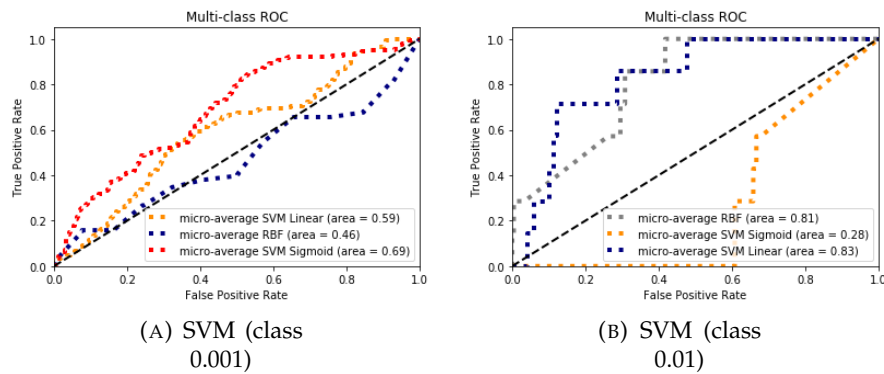 Multi-class ROC
True Positive Rate
1.0
0.8
0.6
0.4
0.2
0.0
micro-average SVM Linear (area = 0.59)
micro-average RBF (area = 0.46)
micro-average SVM Sigmoid (area = 0.69)
0.0 0.2 0.4 0.6 0.8 1.0
False Positive Rate
(A) SVM (class
0.001)
Multi-class ROC
True Positive Rate
1.0
0.8
0.6
0.4
0.2
0.0
micro-average RBF (area = 0.81)
micro-average SVM Sigmoid (area = 0.28)
micro-average SVM Linear (area = 0.83)
0.0 0.2 0.4 0.6 0.8 1.0
False Positive Rate
(B) SVM (class
0.01)